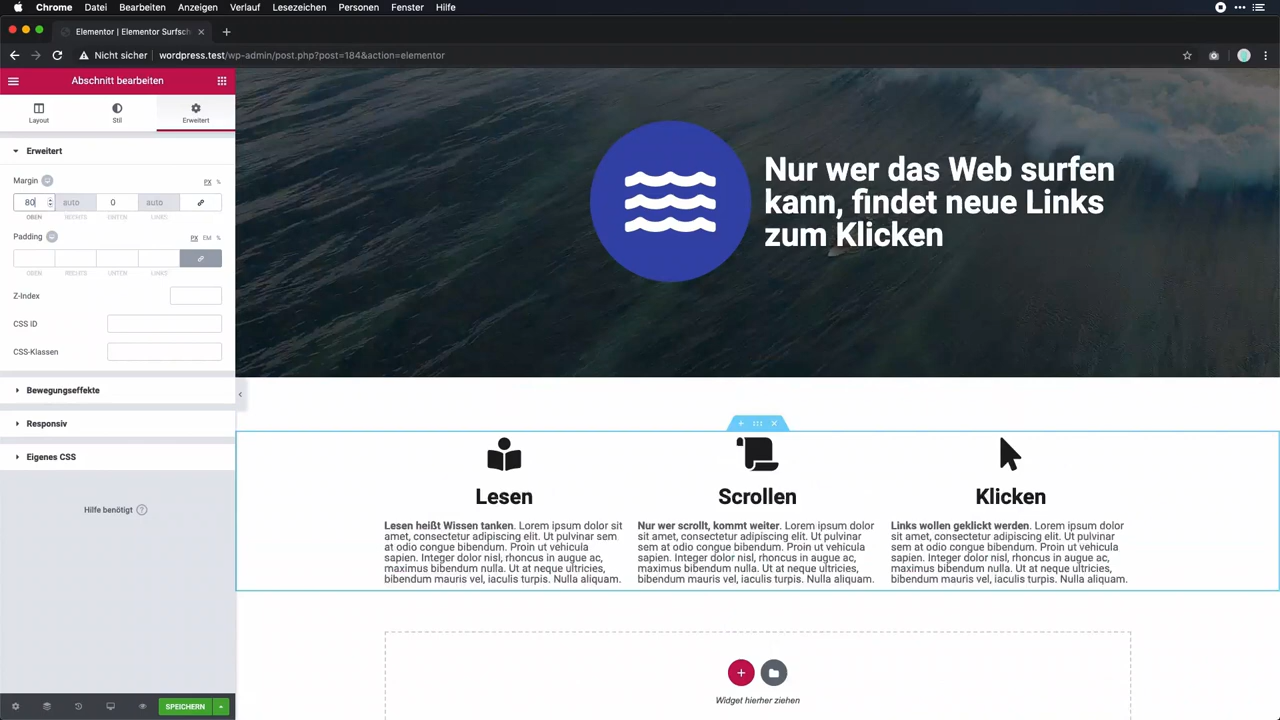 Chrome Datei Bearbeiten Anzeigen Verlauf Lesezeichen Personen Fenster Hilfe
Elementor | Elementor Surfsch
Nicht sicher | wordpress.test/wp-admin/post.php?post=184&action=elementor
Abschnitt bearbeiten
Layout Stil Erweitert
Erweitert
Margin PX %
80 auto 0 auto
OBEN RECHTS UNTEN LINKS
Padding PX EM %
OBEN RECHTS UNTEN LINKS
Z-Index
CSS ID
CSS-Klassen
Bewegungseffekte
Responsiv
Eigenes CSS
Hilfe benötigt ?
SPEICHERN
Nur wer das Web surfen
kann, findet neue Links
zum Klicken
Lesen
Lesen heißt Wissen tanken. Lorem ipsum dolor sit
amet, consectetur adipiscing elit. Ut pulvinar sem
at odio congue bibendum. Proin ut vehicula
sapien. Integer dolor nisl, rhoncus in augue ac,
maximus bibendum nulla. Ut at neque ultricies,
bibendum mauris vel, iaculis turpis. Nulla aliquam.
Scrollen
Nur wer scrollt, kommt weiter. Lorem ipsum dolor
sit amet, consectetur adipiscing elit. Ut pulvinar
sem at odio congue bibendum. Proin ut vehicula
sapien. Integer dolor nisl, rhoncus in augue ac,
maximus bibendum nulla. Ut at neque ultricies,
bibendum mauris vel, iaculis turpis. Nulla aliquam.
Klicken
Links wollen geklickt werden. Lorem ipsum dolor
sit amet, consectetur adipiscing elit. Ut pulvinar
sem at odio congue bibendum. Proin ut vehicula
sapien. Integer dolor nisl, rhoncus in augue ac,
maximus bibendum nulla. Ut at neque ultricies,
bibendum mauris vel, iaculis turpis. Nulla aliquam.
Widget hierher ziehen